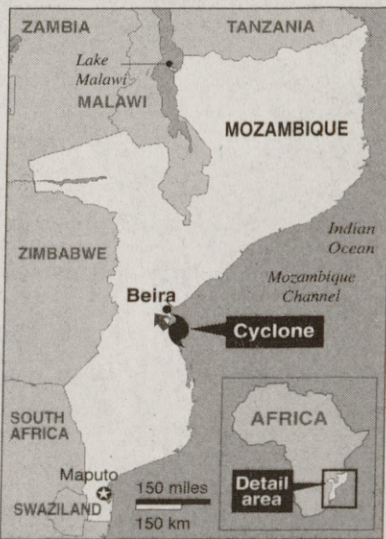 ZAMBIA
TANZANIA
Lake
Malawi
MALAWI
MOZAMBIQUE
Indian
Ocean
ZIMBABWE
Mozambique
Channel
Beira
Cyclone
SOUTH
AFRICA
AFRICA
Maputo
150 miles
Detail
area
SWAZILAND
150 km